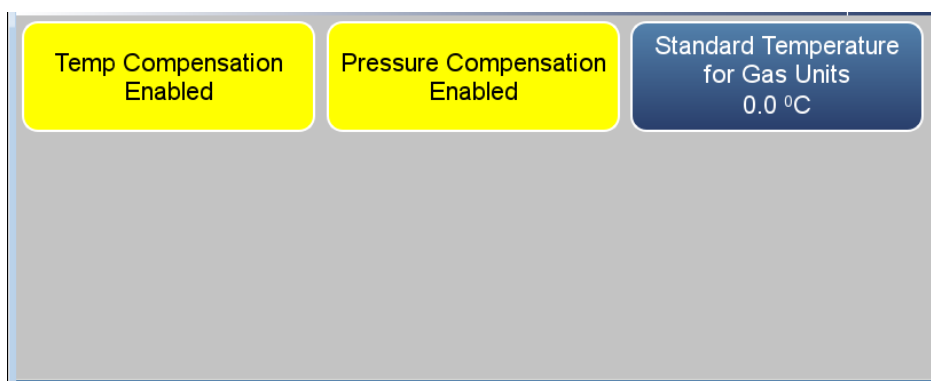 Temp Compensation
Enabled
Pressure Compensation
Enabled
Standard Temperature
for Gas Units
0.0 ⁰C